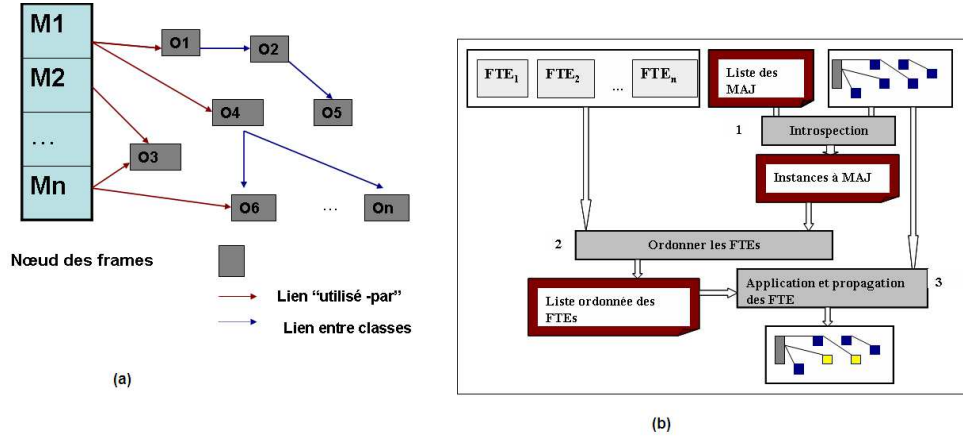 M1
M2
...
Mn
O1
O2
O4
O5
O3
O6
...
On
Nœud des frames
Lien “utilisé -par”
Lien entre classes
(a)
FTE1
FTE2
...
FTEn
Liste des
MAJ
1
Introspection
Instances à MAJ
2
Ordonner les FTEs
Liste ordonnée des
FTEs
Application et propagation
des FTE
3
(b)